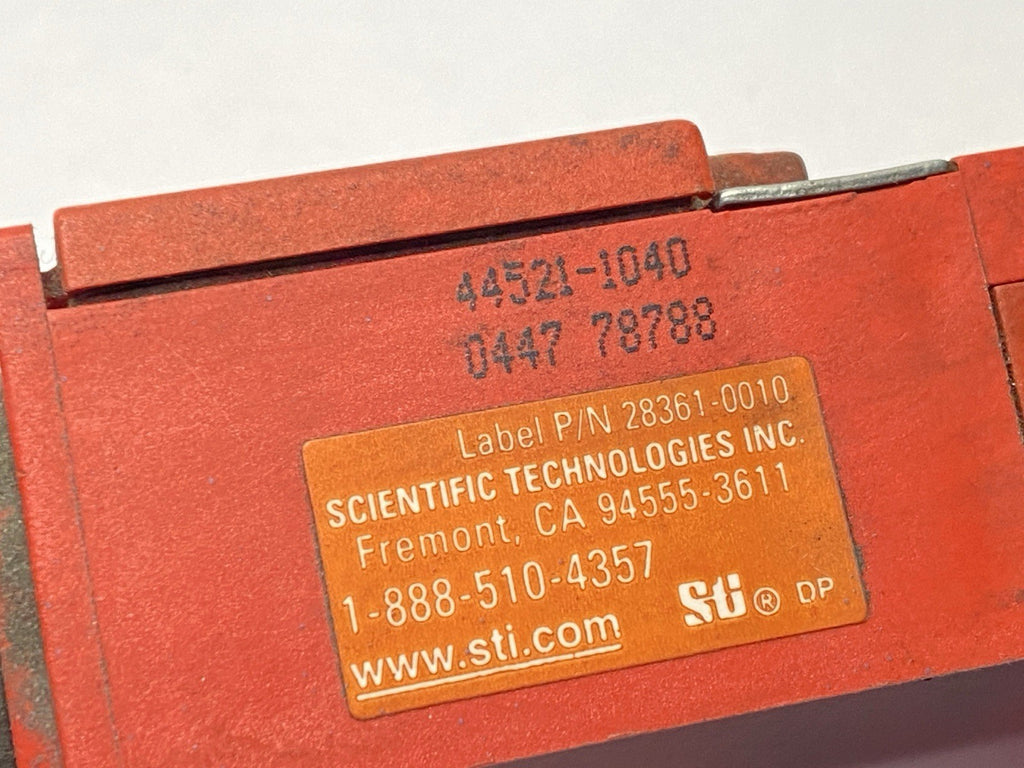 44521-1040
0447 78788
Label P/N 28361-0010
SCIENTIFIC TECHNOLOGIES INC.
Fremont, CA 94555-3611
1-888-510-4357
www.sti.com
Sti® DP